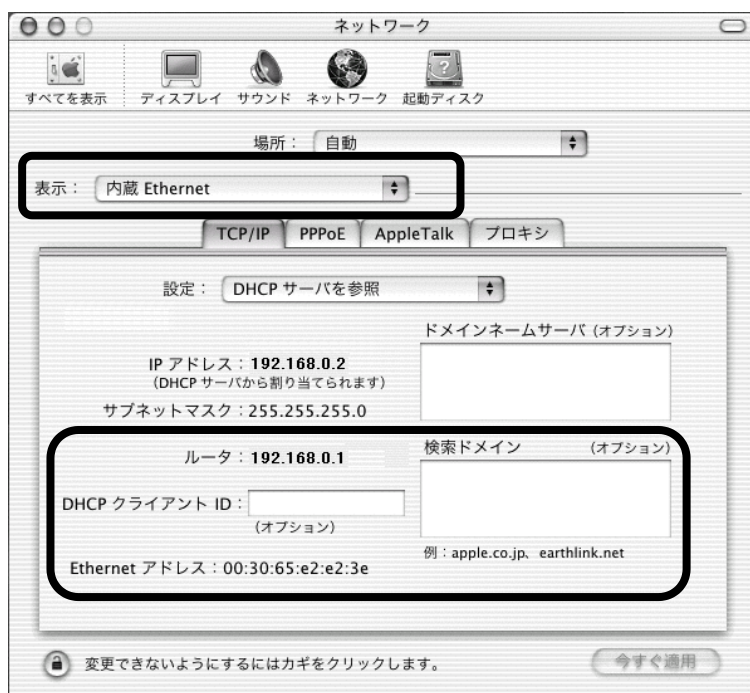 ネットワーク
すべてを表示 ディスプレイ サウンド ネットワーク 起動ディスク
場所： 自動
表示： 内蔵 Ethernet
TCP/IP PPPoE AppleTalk プロキシ
設定： DHCP サーバを参照
ドメインネームサーバ (オプション)
IP アドレス：192.168.0.2
(DHCP サーバから割り当てられます)
サブネットマスク：255.255.255.0
ルータ：192.168.0.1
検索ドメイン (オプション)
DHCP クライアント ID：
(オプション)
例：apple.co.jp、earthlink.net
Ethernet アドレス：00:30:65:e2:e2:3e
変更できないようにするにはカギをクリックします。
今すぐ適用